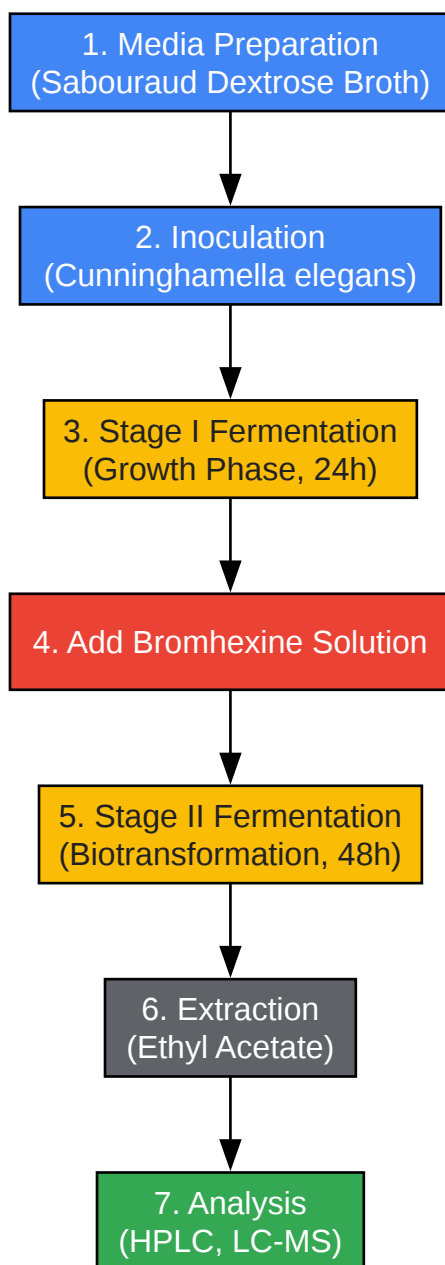 1. Media Preparation
(Sabouraud Dextrose Broth)
2. Inoculation
(Cunninghamella elegans)
3. Stage I Fermentation
(Growth Phase, 24h)
4. Add Bromhexine Solution
5. Stage II Fermentation
(Biotransformation, 48h)
6. Extraction
(Ethyl Acetate)
7. Analysis
(HPLC, LC-MS)